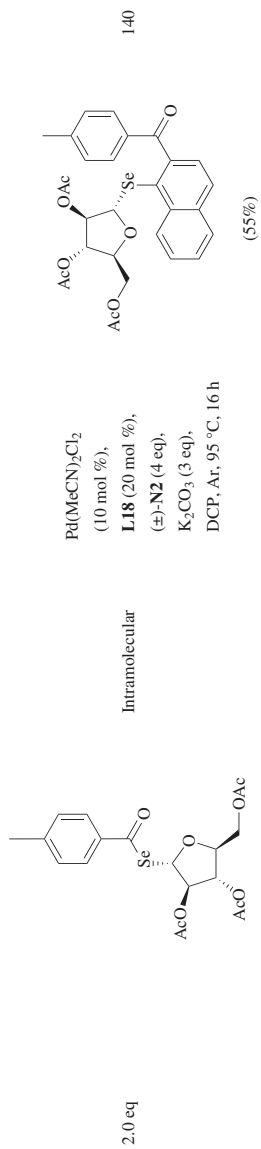 2.0 eq
AcO
AcO
OAc
O
Se
O
Intramolecular
Pd(MeCN)2Cl2
(10 mol %),
L18 (20 mol %),
(±)-N2 (4 eq),
K2CO3 (3 eq),
DCP, Ar, 95 °C, 16 h
AcO
OAc
AcO
O
Se
O
(55%)
140